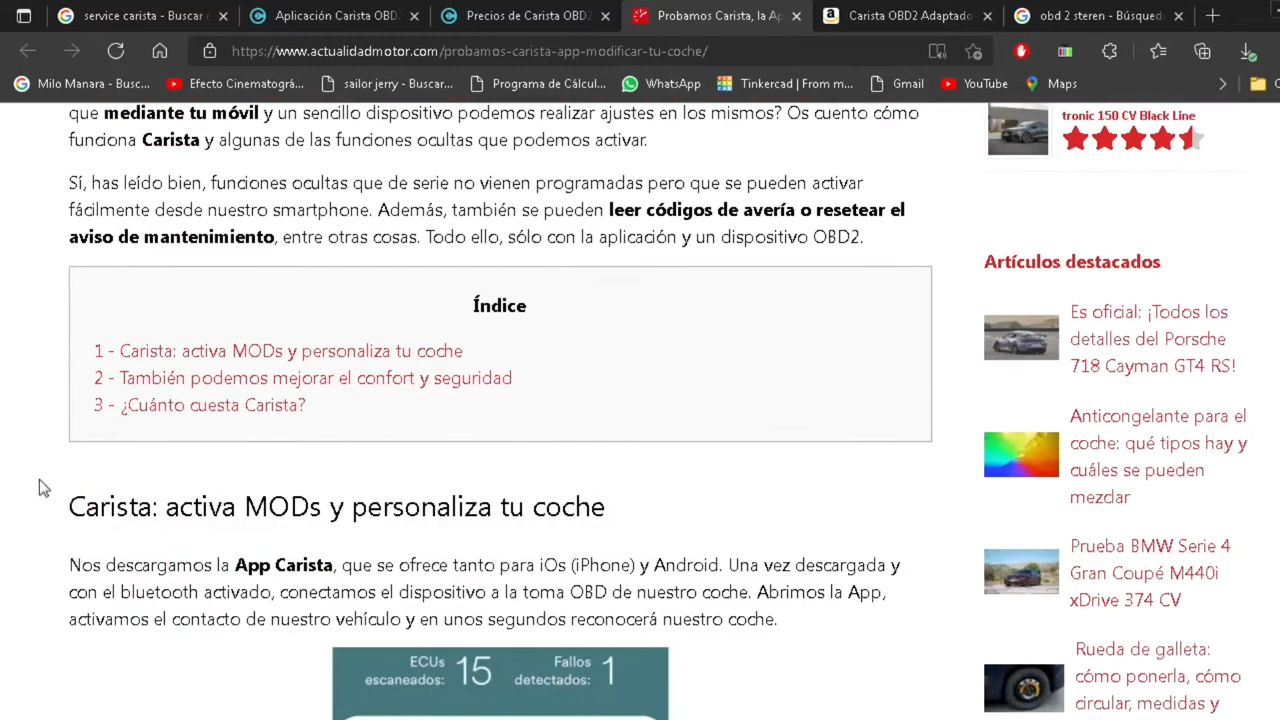 service carista - Buscar c
Aplicación Carista OBD2
Precios de Carista OBD2
Probamos Carista, la Ap
Carista OBD2 Adaptado
obd 2 steren - Búsqued
https://www.actualidadmotor.com/probamos-carista-app-modificar-tu-coche/
Milo Manara - Busc...
Efecto Cinematográ...
sailor jerry - Buscar...
Programa de Cálcul...
WhatsApp
Tinkercad | From m...
Gmail
YouTube
Maps
que mediante tu móvil y un sencillo dispositivo podemos realizar ajustes en los mismos? Os cuento cómo
funciona Carista y algunas de las funciones ocultas que podemos activar.
Sí, has leído bien, funciones ocultas que de serie no vienen programadas pero que se pueden activar
fácilmente desde nuestro smartphone. Además, también se pueden leer códigos de avería o resetear el
aviso de mantenimiento, entre otras cosas. Todo ello, sólo con la aplicación y un dispositivo OBD2.
Índice
1 - Carista: activa MODs y personaliza tu coche
2 - También podemos mejorar el confort y seguridad
3 - ¿Cuánto cuesta Carista?
Carista: activa MODs y personaliza tu coche
Nos descargamos la App Carista, que se ofrece tanto para iOs (iPhone) y Android. Una vez descargada y
con el bluetooth activado, conectamos el dispositivo a la toma OBD de nuestro coche. Abrimos la App,
activamos el contacto de nuestro vehículo y en unos segundos reconocerá nuestro coche.
ECUs
escaneados: 15
Fallos
detectados: 1
tronic 150 CV Black Line
Artículos destacados
Es oficial: ¡Todos los
detalles del Porsche
718 Cayman GT4 RS!
Anticongelante para el
coche: qué tipos hay y
cuáles se pueden
mezclar
Prueba BMW Serie 4
Gran Coupé M440i
xDrive 374 CV
Rueda de galleta:
cómo ponerla, cómo
circular, medidas y